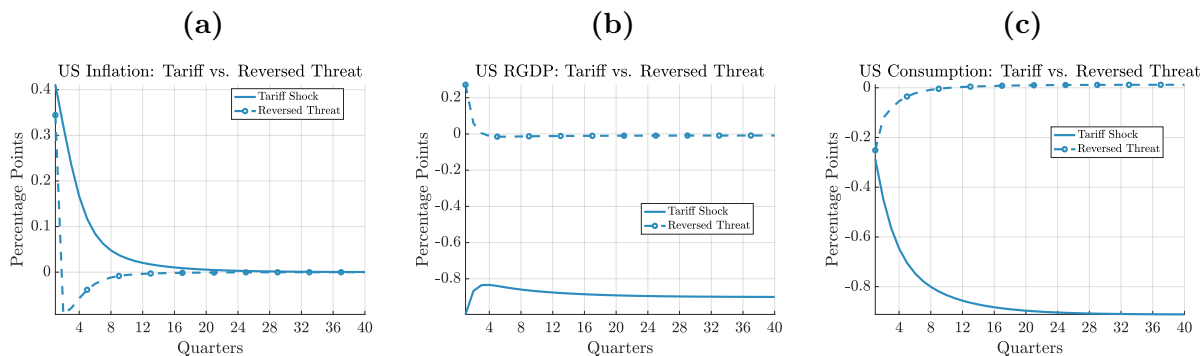 (a)
US Inflation: Tariff vs. Reversed Threat
Percentage Points
0.4
0.3
0.2
0.1
0
4 8 12 16 20 24 28 32 36 40
Quarters
Tariff Shock
Reversed Threat
(b)
US RGDP: Tariff vs. Reversed Threat
Percentage Points
0.2
0
-0.2
-0.4
-0.6
-0.8
4 8 12 16 20 24 28 32 36 40
Quarters
Tariff Shock
Reversed Threat
(c)
US Consumption: Tariff vs. Reversed Threat
Percentage Points
0
-0.2
-0.4
-0.6
-0.8
4 8 12 16 20 24 28 32 36 40
Quarters
Tariff Shock
Reversed Threat